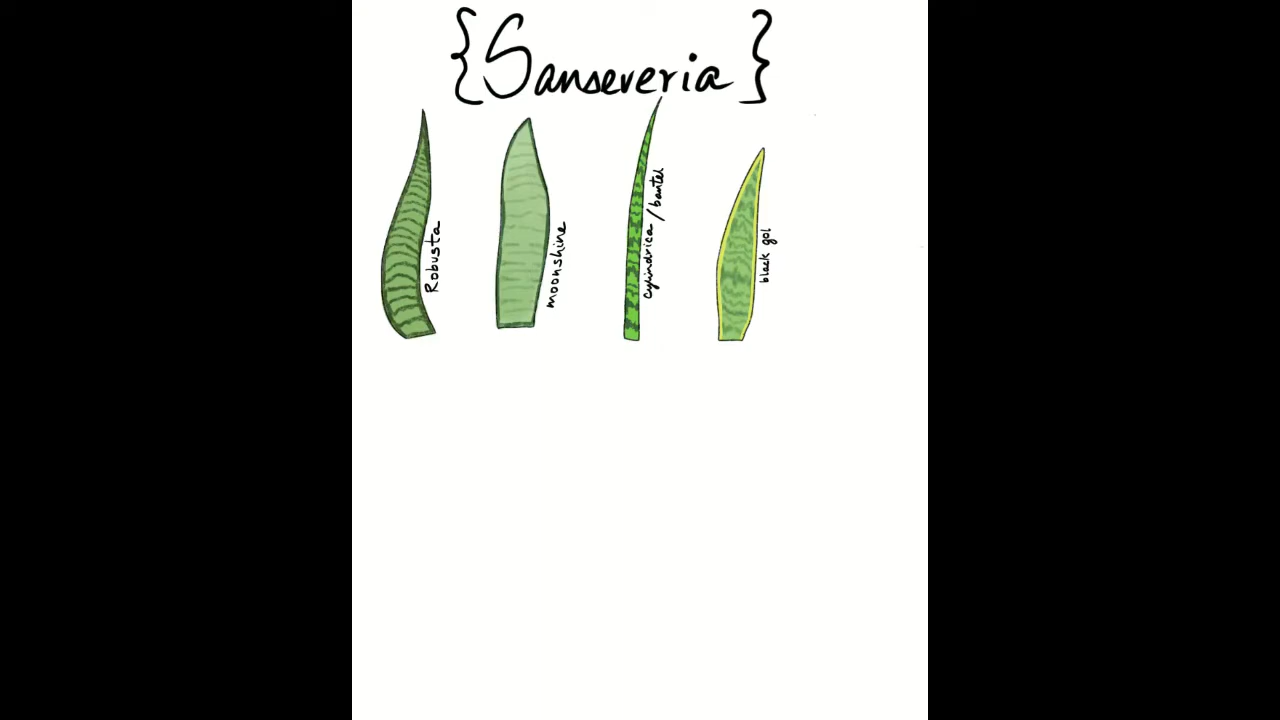 {Sanseveria}
Robusta
moonshine
cylindrica/bantel
black gol